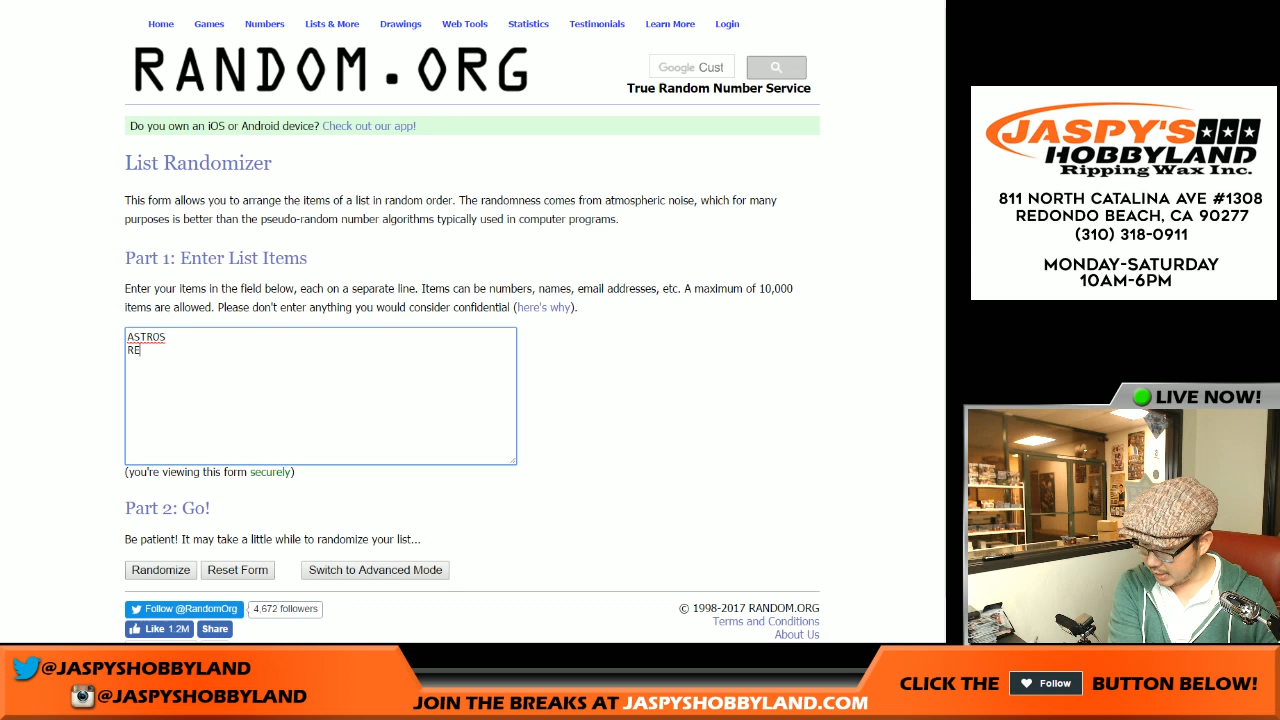 Home Games Numbers Lists & More Drawings Web Tools Statistics Testimonials Learn More Login
RANDOM.ORG
Google Cust
True Random Number Service
Do you own an iOS or Android device? Check out our app!
List Randomizer
This form allows you to arrange the items of a list in random order. The randomness comes from atmospheric noise, which for many
purposes is better than the pseudo-random number algorithms typically used in computer programs.
Part 1: Enter List Items
Enter your items in the field below, each on a separate line. Items can be numbers, names, email addresses, etc. A maximum of 10,000
items are allowed. Please don't enter anything you would consider confidential (here's why).
ASTROS
RE
(you're viewing this form securely)
Part 2: Go!
Be patient! It may take a little while to randomize your list...
Randomize Reset Form Switch to Advanced Mode
Follow @RandomOrg 4,672 followers
Like 1.2M Share
© 1998-2017 RANDOM.ORG
Terms and Conditions
About Us
JASPY'S
HOBBYLAND
Ripping Wax Inc.
811 NORTH CATALINA AVE #1308
REDONDO BEACH, CA 90277
(310) 318-0911
MONDAY-SATURDAY
10AM-6PM
LIVE NOW!
@JASPYSHOBBYLAND
@JASPYSHOBBYLAND
JOIN THE BREAKS AT JASPYSHOBBYLAND.COM
CLICK THE Follow BUTTON BELOW!